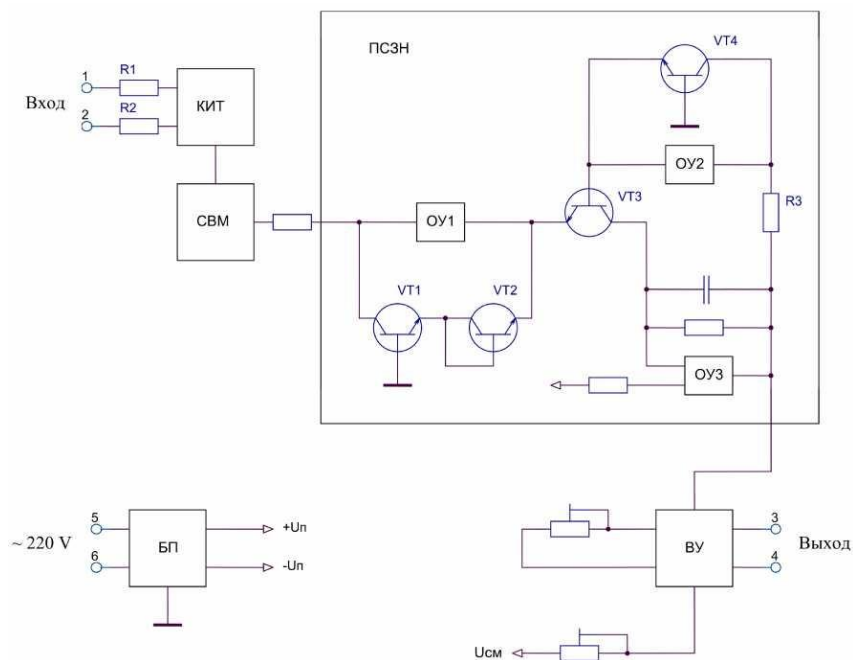 ПСЗН
VT4
1
R1
Вход
КИТ
2
R2
ОУ2
VT3
R3
СВМ
ОУ1
VT1
VT2
ОУ3
5
+Uп
~ 220 V
БП
6
-Uп
3
ВУ
Выход
4
Uсм